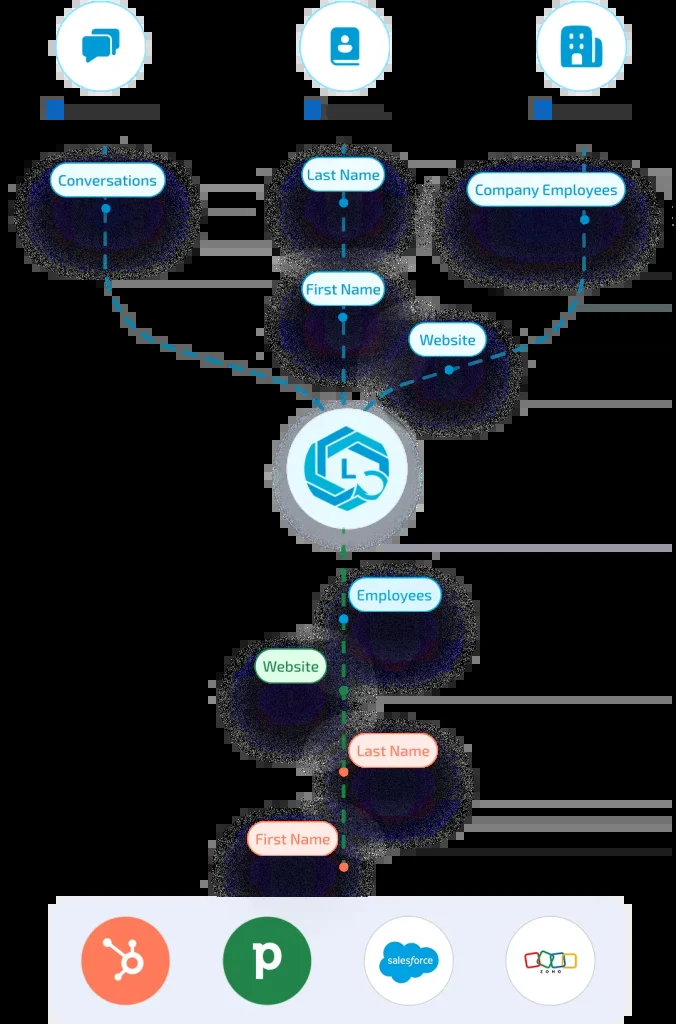 Conversations
Last Name
Company Employees
First Name
Website
L
Employees
Website
Last Name
First Name
p
salesforce
ZOHO